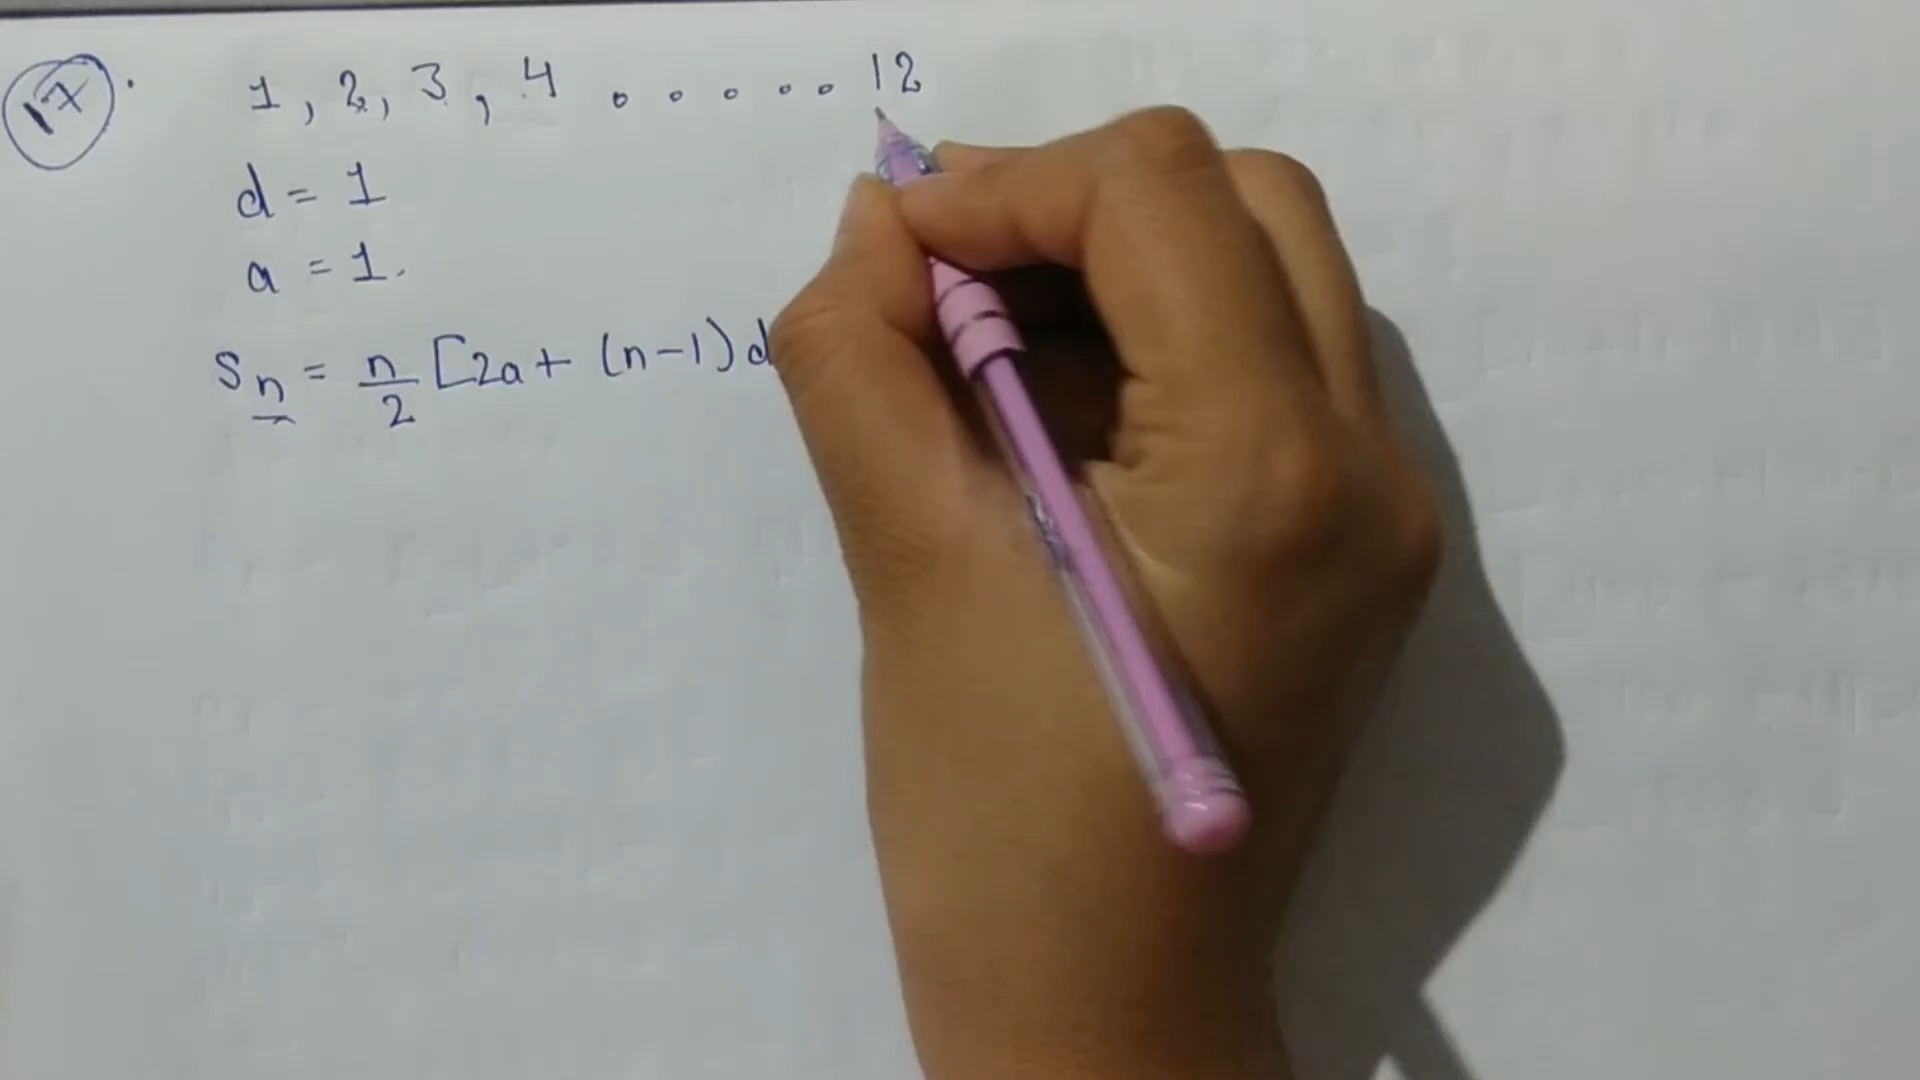 17. 1, 2, 3, 4 ..... 12
d = 1
a = 1.
Sn = n/2 [2a + (n-1)d